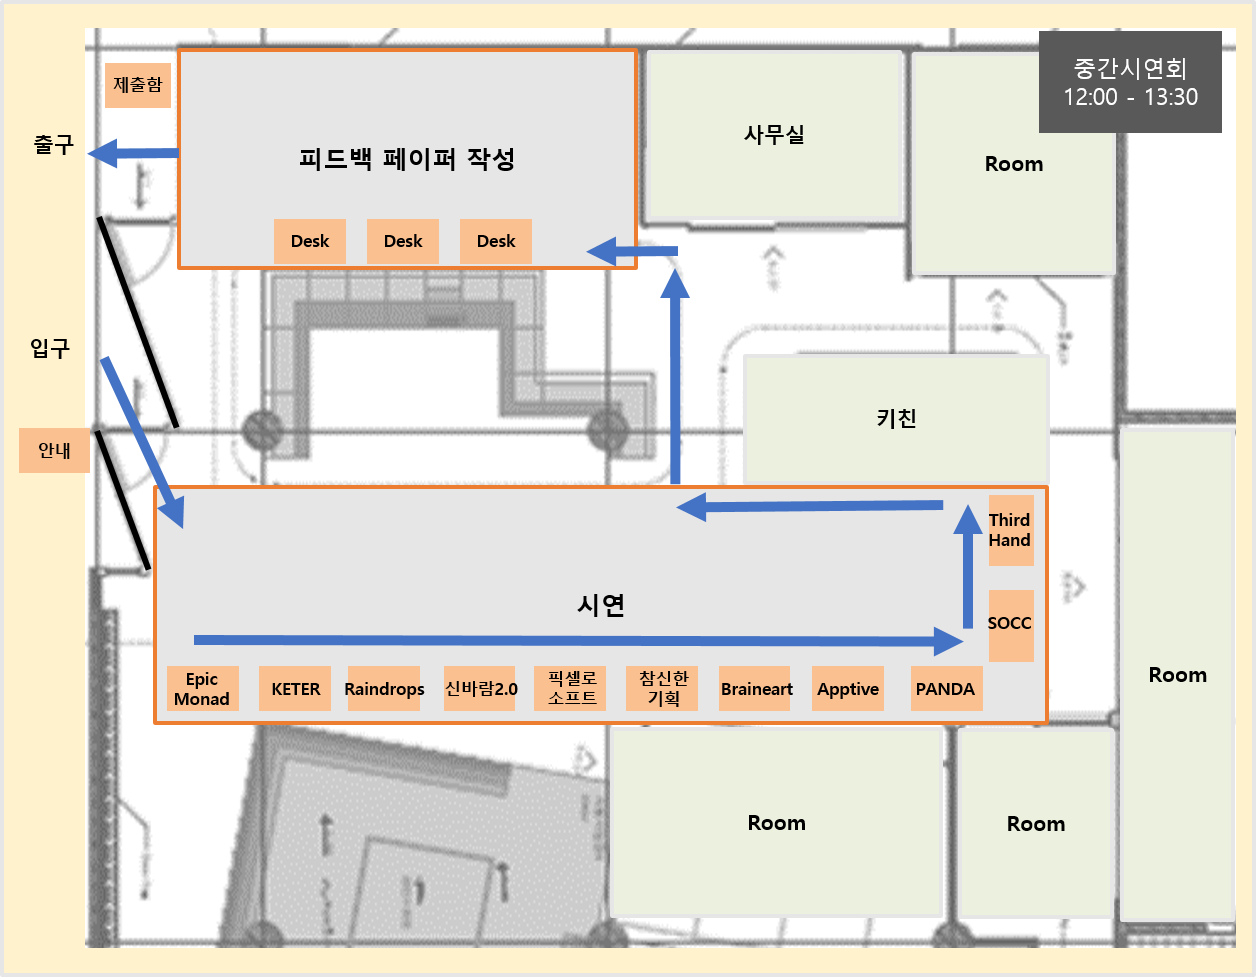 중간시연회
12:00 - 13:30
제출함
출구
피드백 페이퍼 작성
사무실
Room
Desk
Desk
Desk
입구
키친
안내
Third
Hand
시연
SOCC
Epic
Monad
KETER
Raindrops
신바람2.0
픽셀로
소프트
참신한
기획
Braineart
Apptive
PANDA
Room
Room
Room